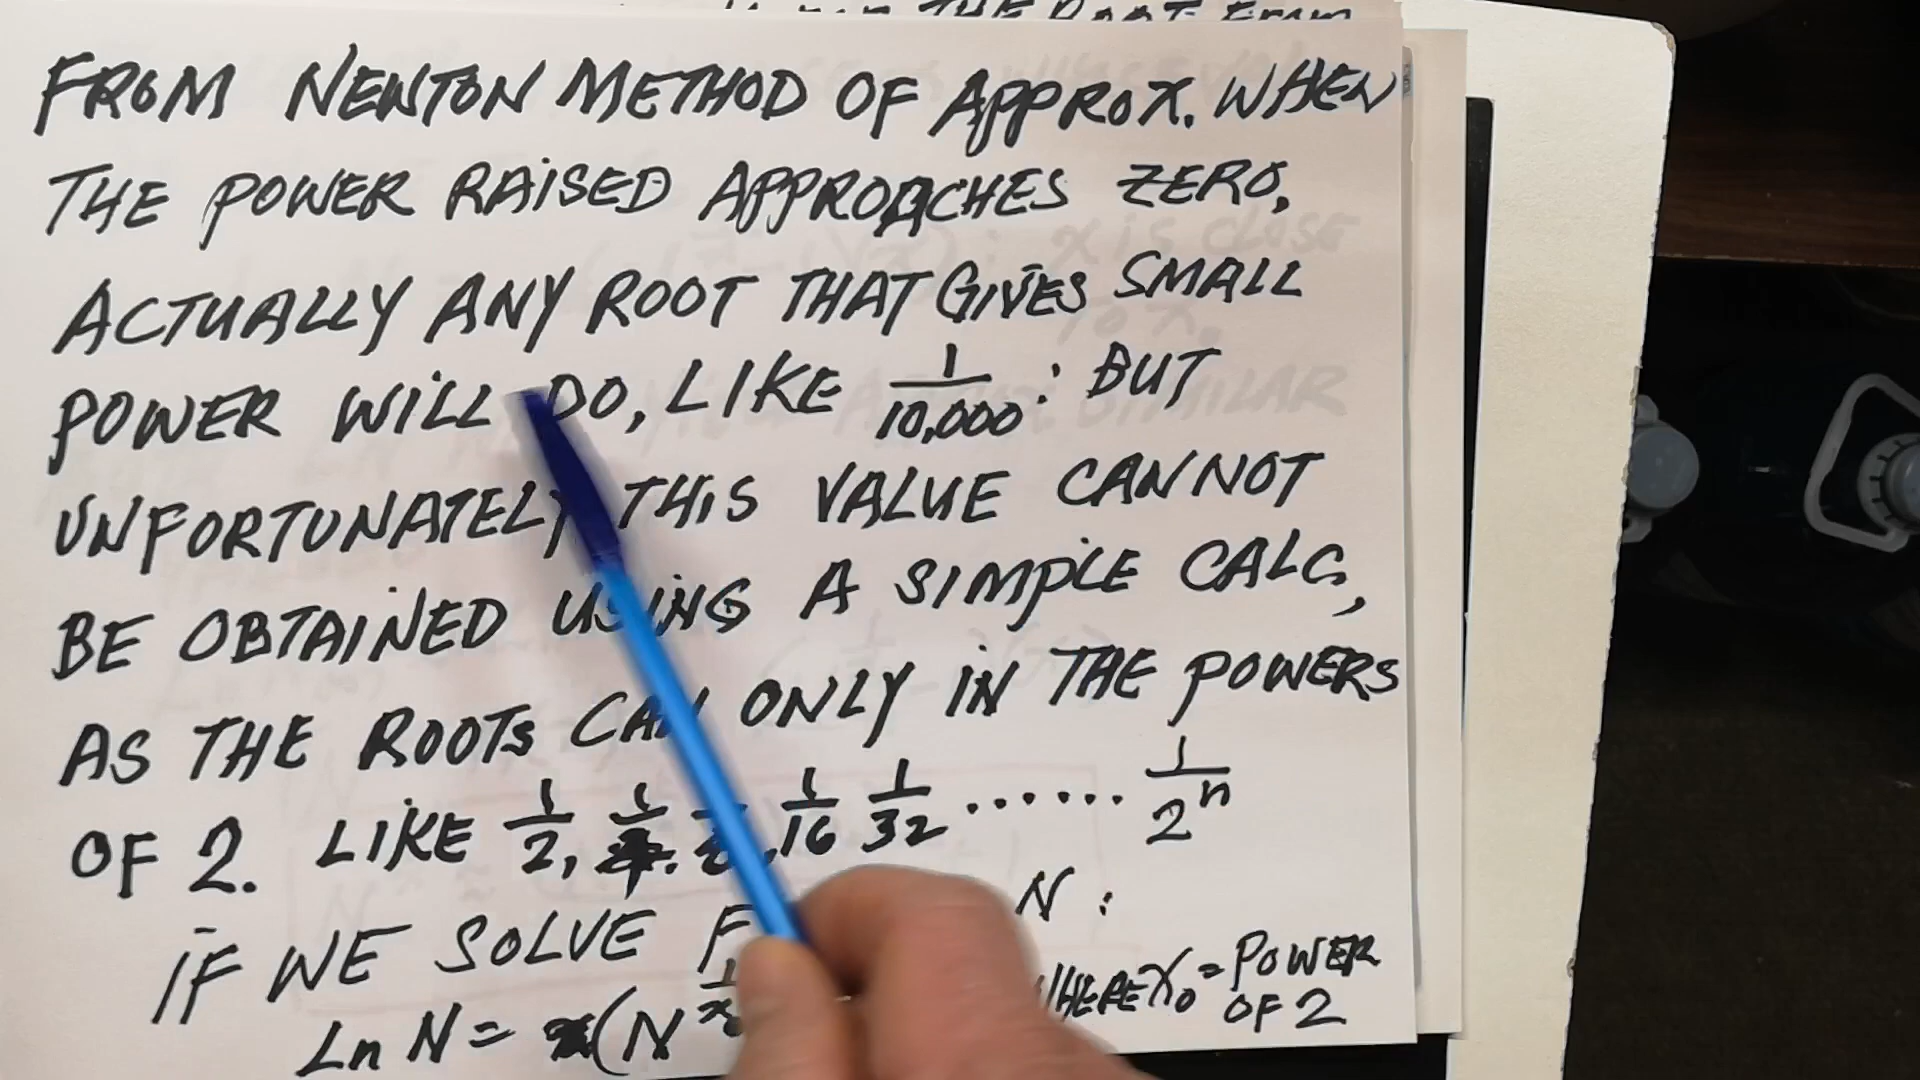 FROM NEWTON METHOD OF APPROX. WHEN
THE POWER RAISED APPROACHES ZERO,
ACTUALLY ANY ROOT THAT GIVES SMALL
POWER WILL DO, LIKE 1/10,000 : BUT
UNFORTUNATELY THIS VALUE CANNOT
BE OBTAINED USING A SIMPLE CALC,
AS THE ROOTS CAN ONLY IN THE POWERS
OF 2. LIKE 1/2, 1/4. 1/16 1/32 ...... 1/2^n
IF WE SOLVE N :
Ln N = (N WHERE X₀ = POWER
OF 2